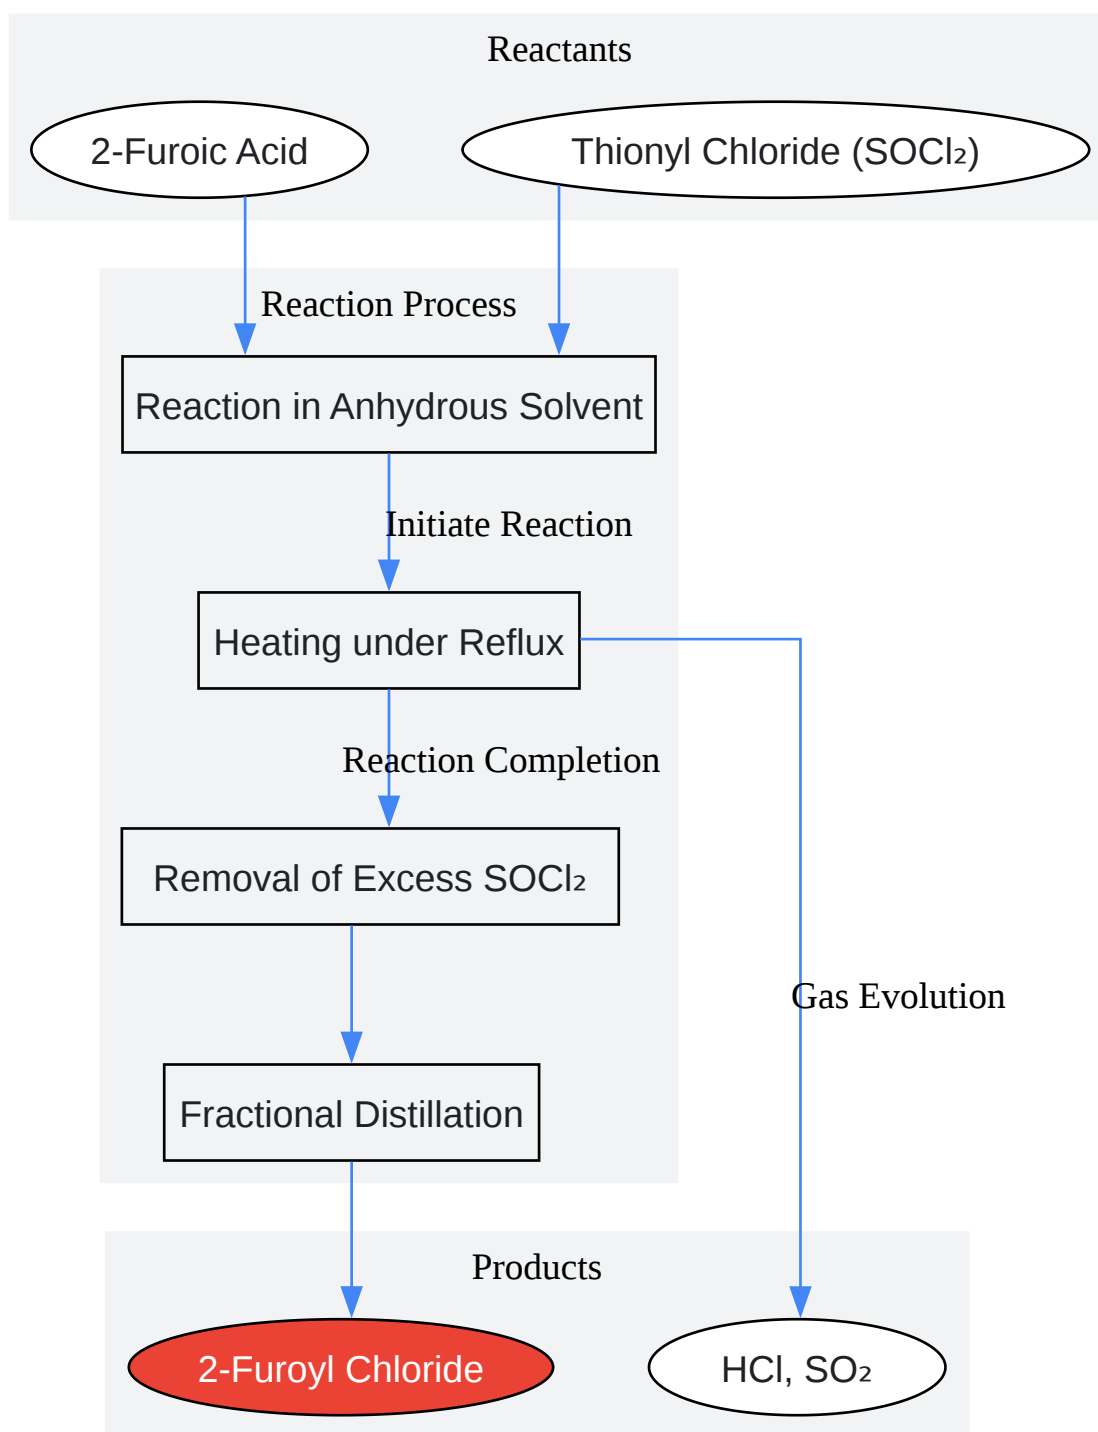 Reactants
2-Furoic Acid
Thionyl Chloride (SOCl₂)
Reaction Process
Reaction in Anhydrous Solvent
Initiate Reaction
Heating under Reflux
Reaction Completion
Removal of Excess SOCl₂
Gas Evolution
Fractional Distillation
Products
2-Furoyl Chloride
HCl, SO₂